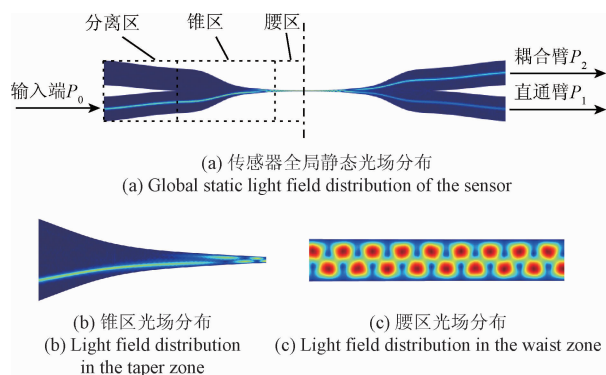 分离区 锥区 腰区
输入端P₀
耦合臂P₂
直通臂P₁
(a) 传感器全局静态光场分布
(a) Global static light field distribution of the sensor
(b) 锥区光场分布
(b) Light field distribution
in the taper zone
(c) 腰区光场分布
(c) Light field distribution in the waist zone